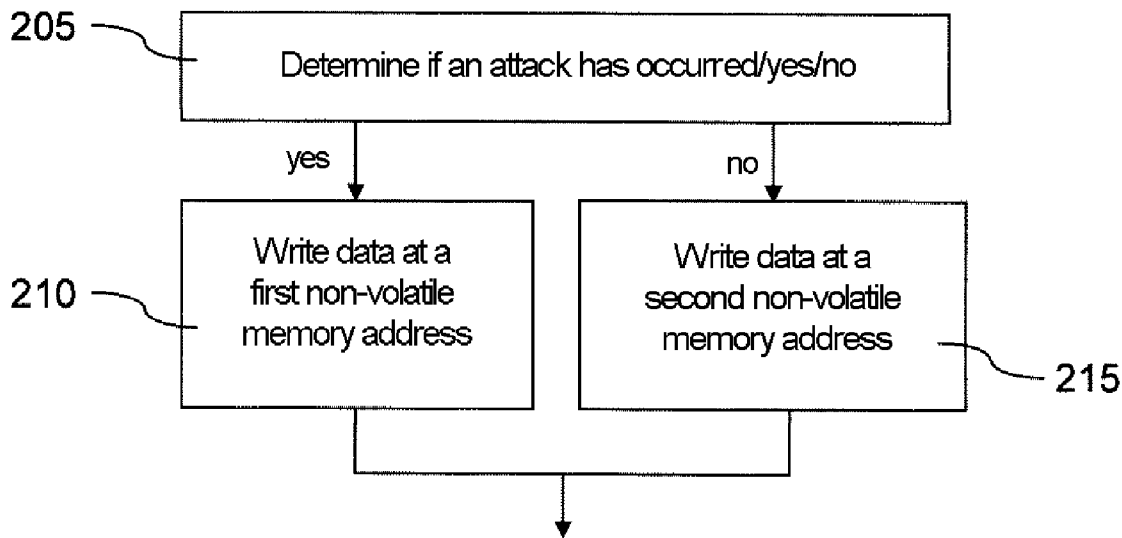 205
Determine if an attack has occurred/yes/no
yes
no
210
Write data at a
first non-volatile
memory address
Write data at a
second non-volatile
memory address
215